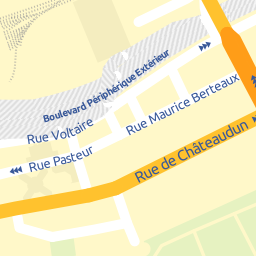 Boulevard Périphérique Extérieur
Rue Voltaire
Rue Maurice Berteaux
Rue Pasteur
Rue de Châteaudun